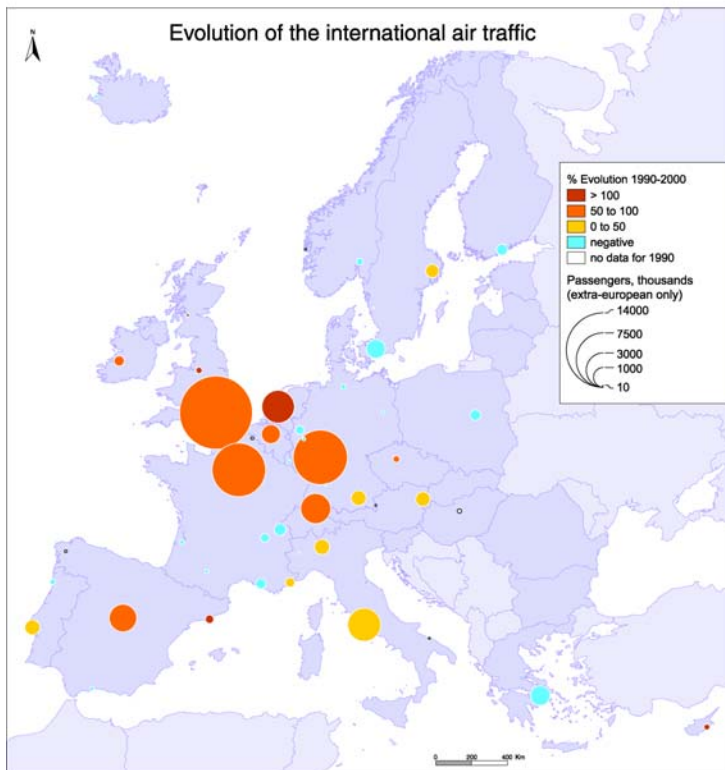 Evolution of the international air traffic
N
% Evolution 1990-2000
> 100
50 to 100
0 to 50
negative
no data for 1990
Passengers, thousands
(extra-european only)
14000
7500
3000
1000
10
0 200 400 Km